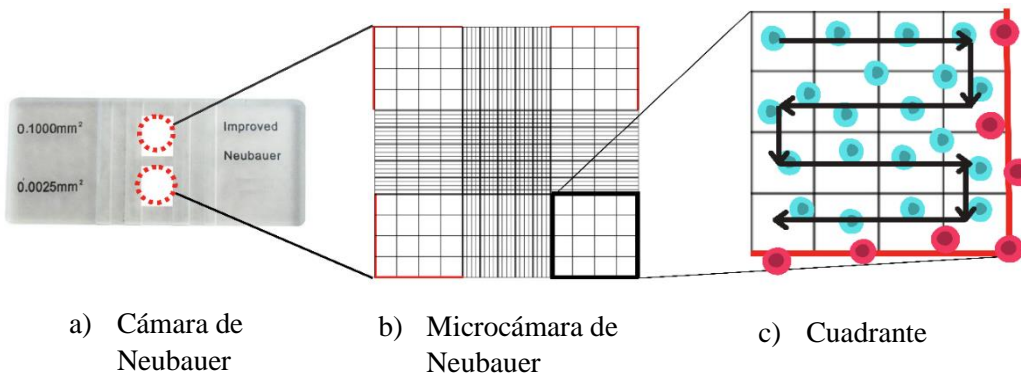 0.1000mm²
Improved
Neubauer
0.0025mm²
a) Cámara de
Neubauer
b) Microcámara de
Neubauer
c) Cuadrante